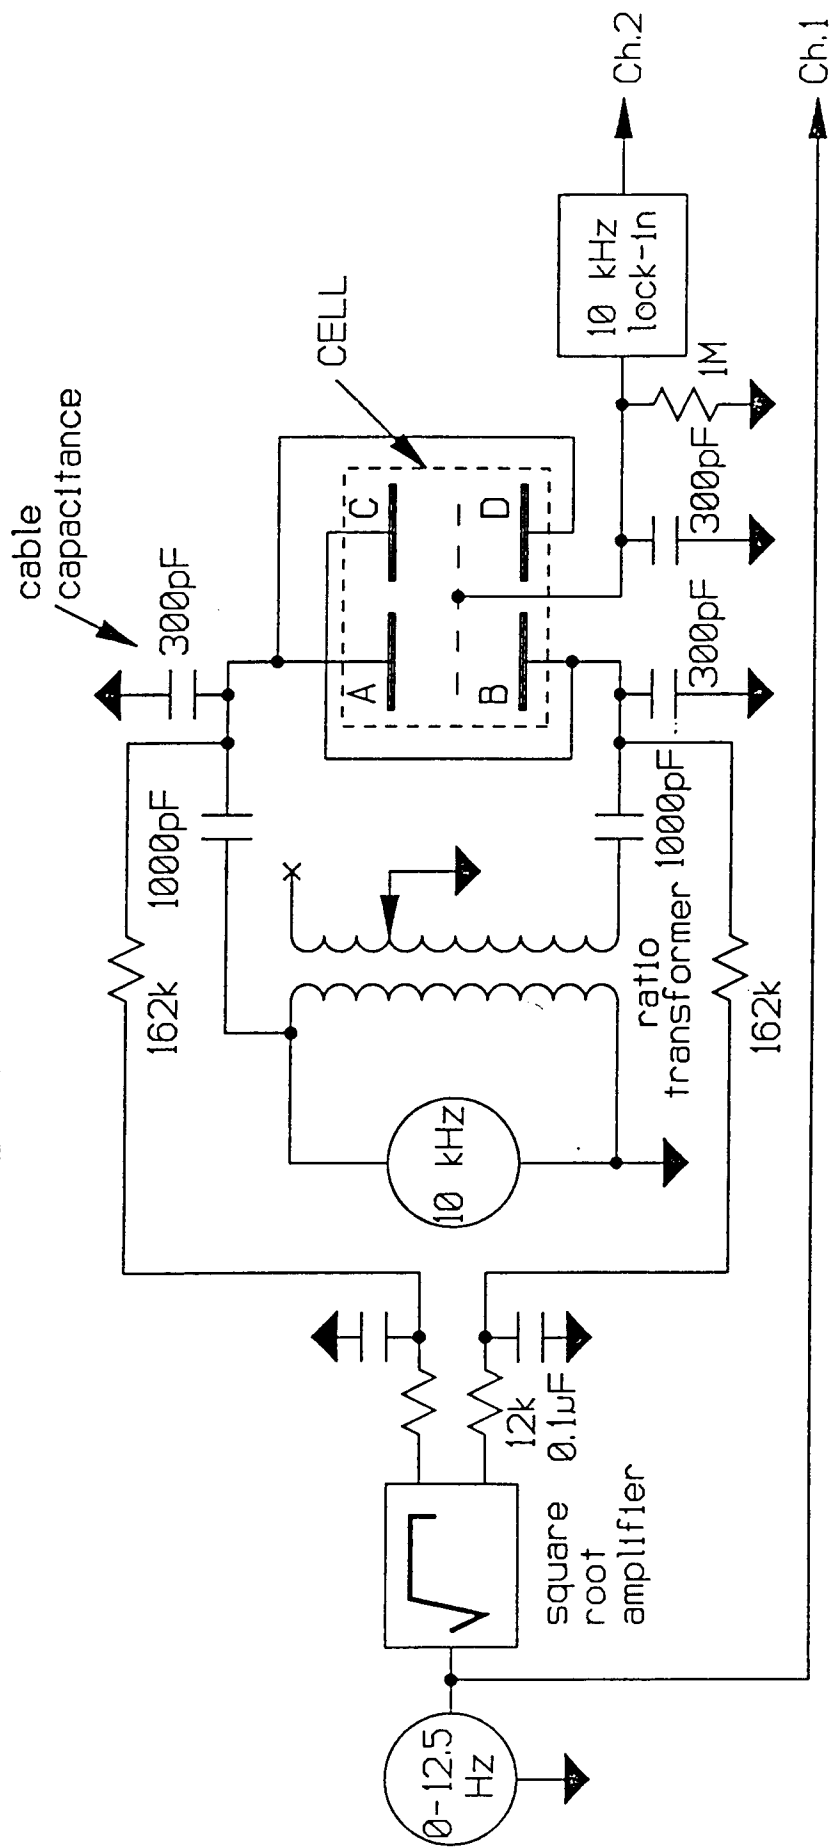 0-12.5
Hz
square
root
amplifier
12k
0.1µF
162k
10 kHz
162k
ratio
transformer
1000pF
1000pF
cable
capacitance
300pF
300pF
300pF
1M
A
B
C
D
CELL
10 kHz
lock-in
Ch.2
Ch.1